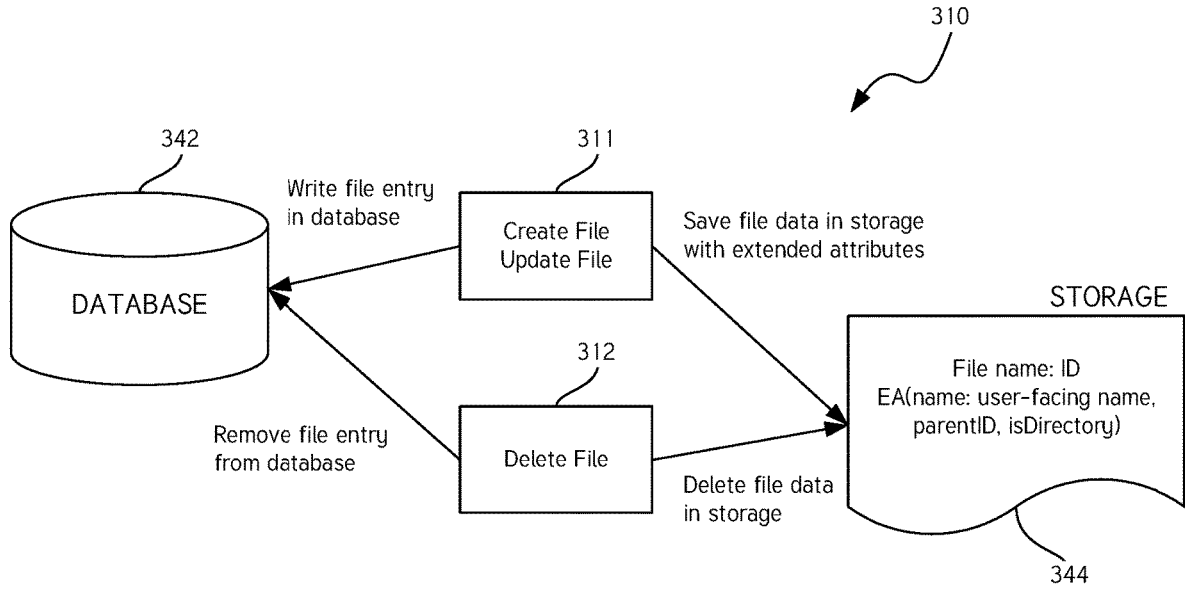 310
342
311
Write file entry
in database
Create File
Update File
Save file data in storage
with extended attributes
DATABASE
STORAGE
312
File name: ID
EA(name: user-facing name,
parentID, isDirectory)
Remove file entry
from database
Delete File
Delete file data
in storage
344